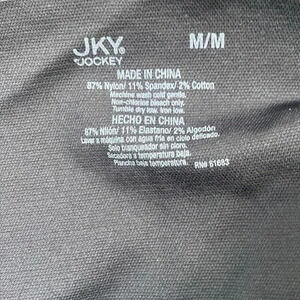 JKY® M/M
JOCKEY
MADE IN CHINA
87% Nylon/ 11% Spandex/ 2% Cotton
Machine wash cold gentle.
Non-chlorine bleach only.
Tumble dry low. Iron low.
HECHO EN CHINA
87% Nilón/ 11% Elastano/ 2% Algodón
Lavar a máquina con agua fría en ciclo delicado.
Solo blanqueador sin cloro.
Secadora a temperatura baja.
Plancha baja temperatura. RN# 61683